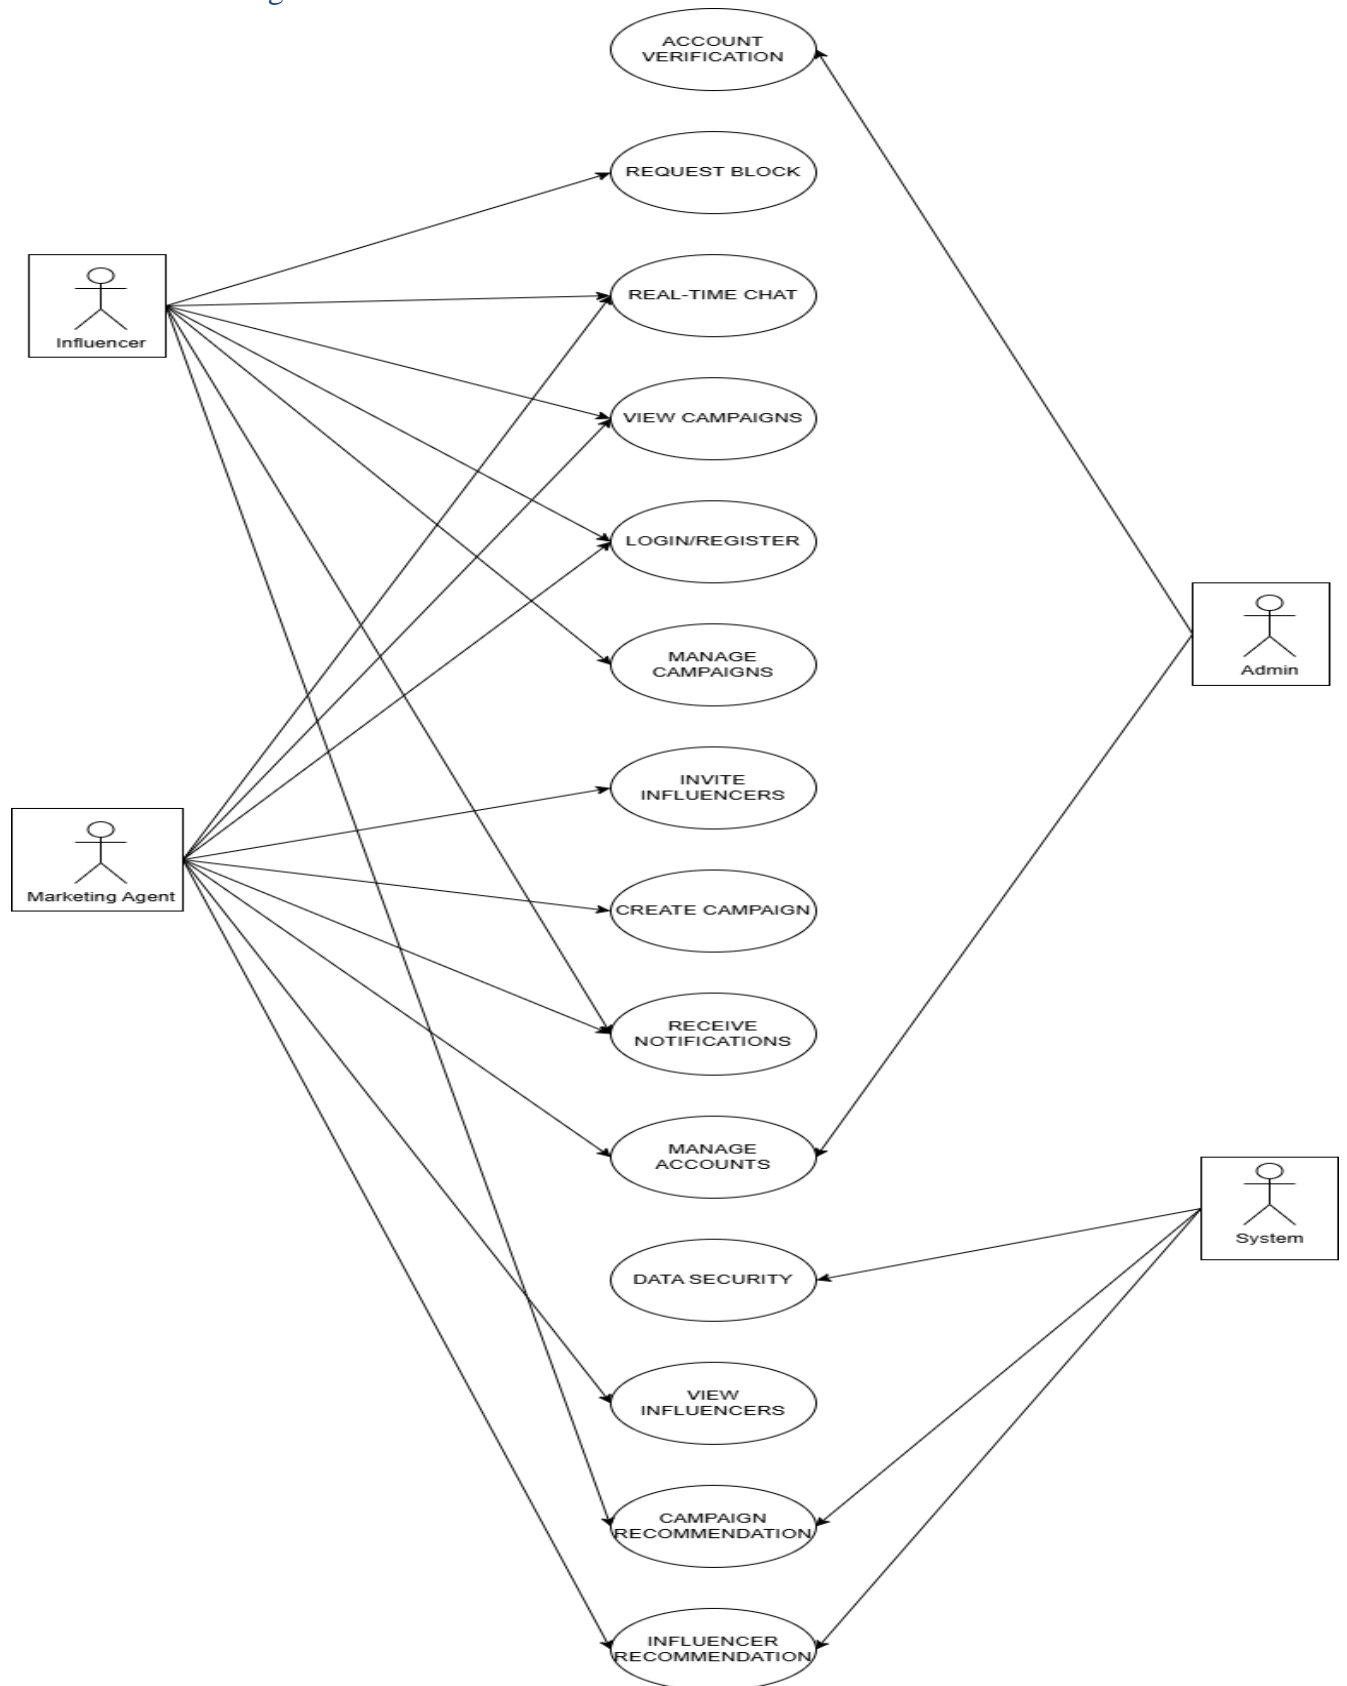 ACCOUNT
VERIFICATION
REQUEST BLOCK
REAL-TIME CHAT
Influencer
VIEW CAMPAIGNS
LOGIN/REGISTER
MANAGE
CAMPAIGNS
Admin
INVITE
INFLUENCERS
Marketing Agent
CREATE CAMPAIGN
RECEIVE
NOTIFICATIONS
MANAGE
ACCOUNTS
System
DATA SECURITY
VIEW
INFLUENCERS
CAMPAIGN
RECOMMENDATION
INFLUENCER
RECOMMENDATION